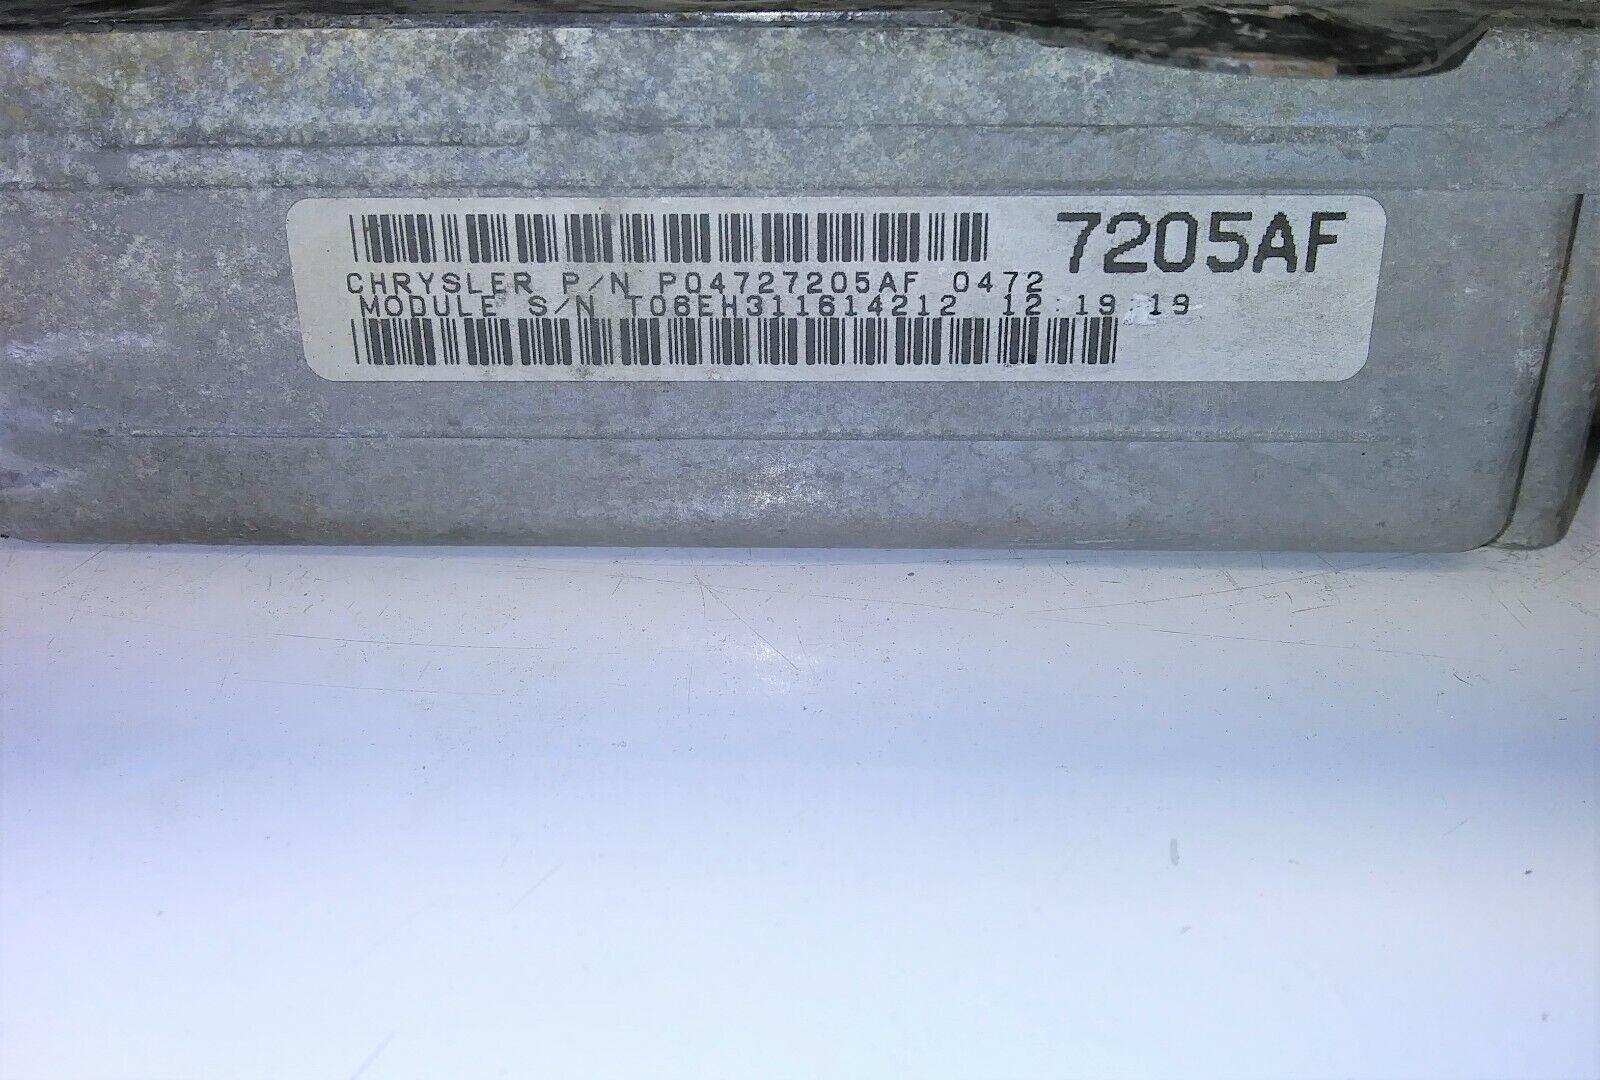 7205AF
CHRYSLER P/N P04727205AF 0472
MODULE S/N T06EH311614212 12:19:19